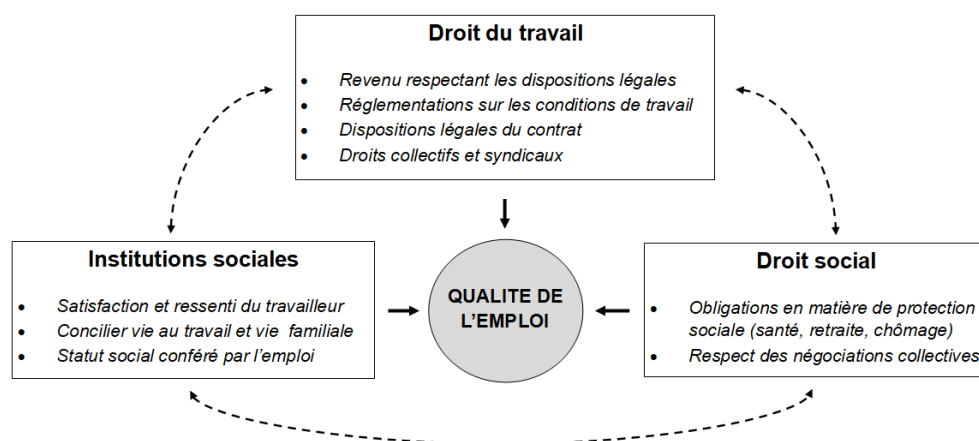 Droit du travail
• Revenu respectant les dispositions légales
• Réglementations sur les conditions de travail
• Dispositions légales du contrat
• Droits collectifs et syndicaux
Institutions sociales
• Satisfaction et ressenti du travailleur
• Concilier vie au travail et vie familiale
• Statut social conféré par l'emploi
QUALITE DE
L'EMPLOI
Droit social
• Obligations en matière de protection
sociale (santé, retraite, chômage)
• Respect des négociations collectives